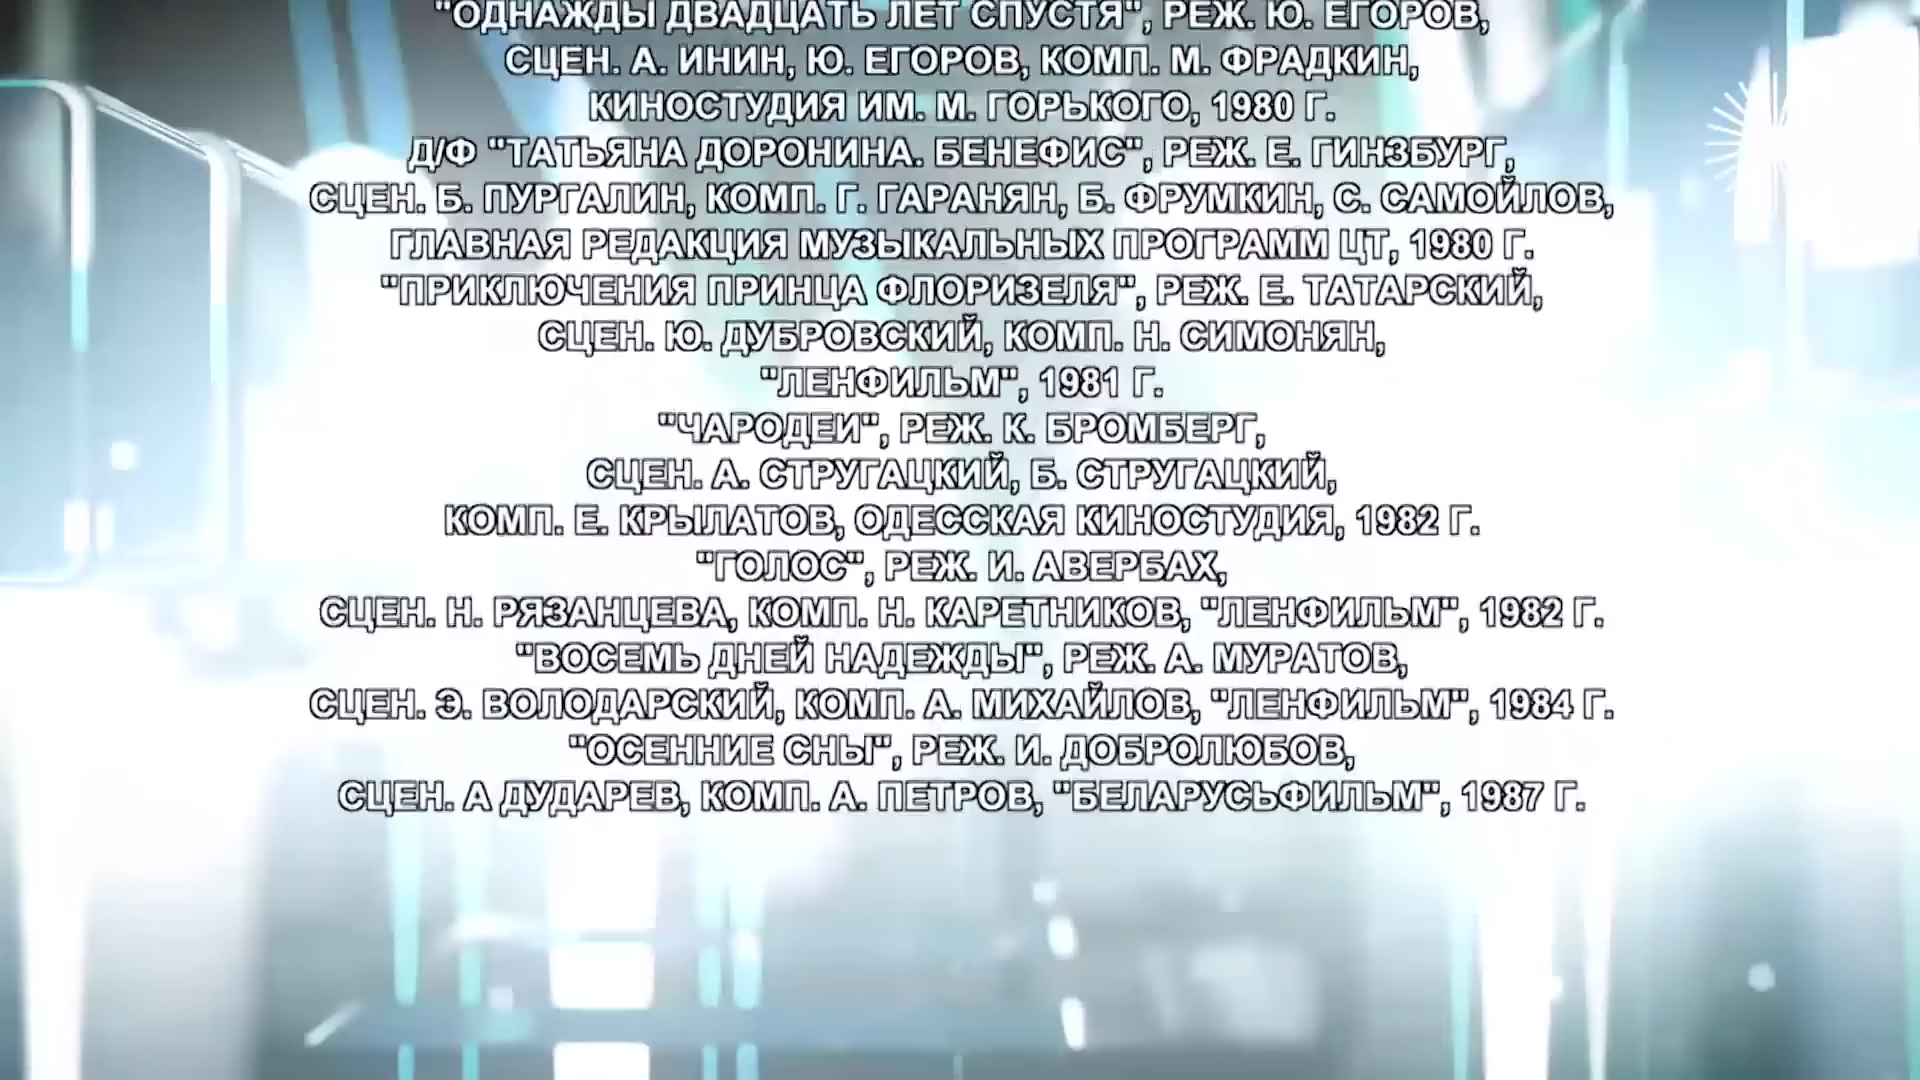 "ОДНАЖДЫ ДВАДЦАТЬ ЛЕТ СПУСТЯ", РЕЖ. Ю. ЕГОРОВ,
СЦЕН. А. ИНИН, Ю. ЕГОРОВ, КОМП. М. ФРАДКИН,
КИНОСТУДИЯ ИМ. М. ГОРЬКОГО, 1980 Г.
Д/Ф "ТАТЬЯНА ДОРОНИНА. БЕНЕФИС", РЕЖ. Е. ГИНЗБУРГ,
СЦЕН. Б. ПУРГАЛИН, КОМП. Г. ГАРАНЯН, Б. ФРУМКИН, С. САМОЙЛОВ,
ГЛАВНАЯ РЕДАКЦИЯ МУЗЫКАЛЬНЫХ ПРОГРАММ ЦТ, 1980 Г.
"ПРИКЛЮЧЕНИЯ ПРИНЦА ФЛОРИЗЕЛЯ", РЕЖ. Е. ТАТАРСКИЙ,
СЦЕН. Ю. ДУБРОВСКИЙ, КОМП. Н. СИМОНЯН,
"ЛЕНФИЛЬМ", 1981 Г.
"ЧАРОДЕИ", РЕЖ. К. БРОМБЕРГ,
СЦЕН. А. СТРУГАЦКИЙ, Б. СТРУГАЦКИЙ,
КОМП. Е. КРЫЛАТОВ, ОДЕССКАЯ КИНОСТУДИЯ, 1982 Г.
"ГОЛОС", РЕЖ. И. АВЕРБАХ,
СЦЕН. Н. РЯЗАНЦЕВА, КОМП. Н. КАРЕТНИКОВ, "ЛЕНФИЛЬМ", 1982 Г.
"ВОСЕМЬ ДНЕЙ НАДЕЖДЫ", РЕЖ. А. МУРАТОВ,
СЦЕН. Э. ВОЛОДАРСКИЙ, КОМП. А. МИХАЙЛОВ, "ЛЕНФИЛЬМ", 1984 Г.
"ОСЕННИЕ СНЫ", РЕЖ. И. ДОБРОЛЮБОВ,
СЦЕН. А ДУДАРЕВ, КОМП. А. ПЕТРОВ, "БЕЛАРУСЬФИЛЬМ", 1987 Г.